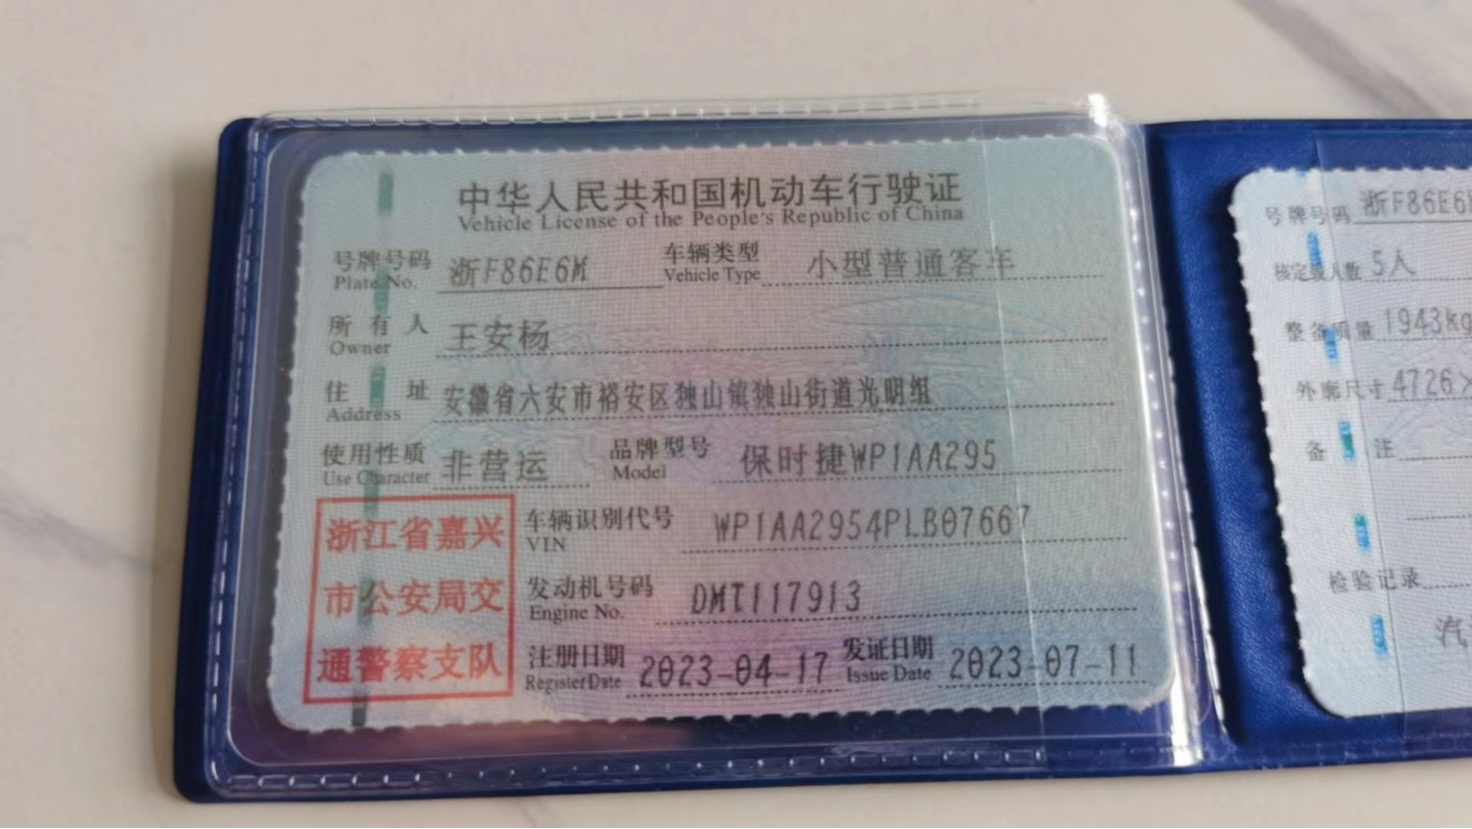 中华人民共和国机动车行驶证
Vehicle License of the People's Republic of China
号牌号码 浙F86E6M 车辆类型 小型普通客车
Plate No. Vehicle Type
所有人 王安杨
Owner
住址 安徽省六安市裕安区独山镇独山街道光明组
Address
使用性质 非营运 品牌型号 保时捷WP1AA295
Use Character Model
浙江省嘉兴
市公安局交
通警察支队
车辆识别代号 WP1AA2954PLB07667
VIN
发动机号码 DMT117913
Engine No.
注册日期 2023-04-17 发证日期 2023-07-11
Register Date Issue Date
号牌号码 浙F86E6
核定载人数 5人
整备质量 1943kg
外廓尺寸 4726×
备注
检验记录
汽